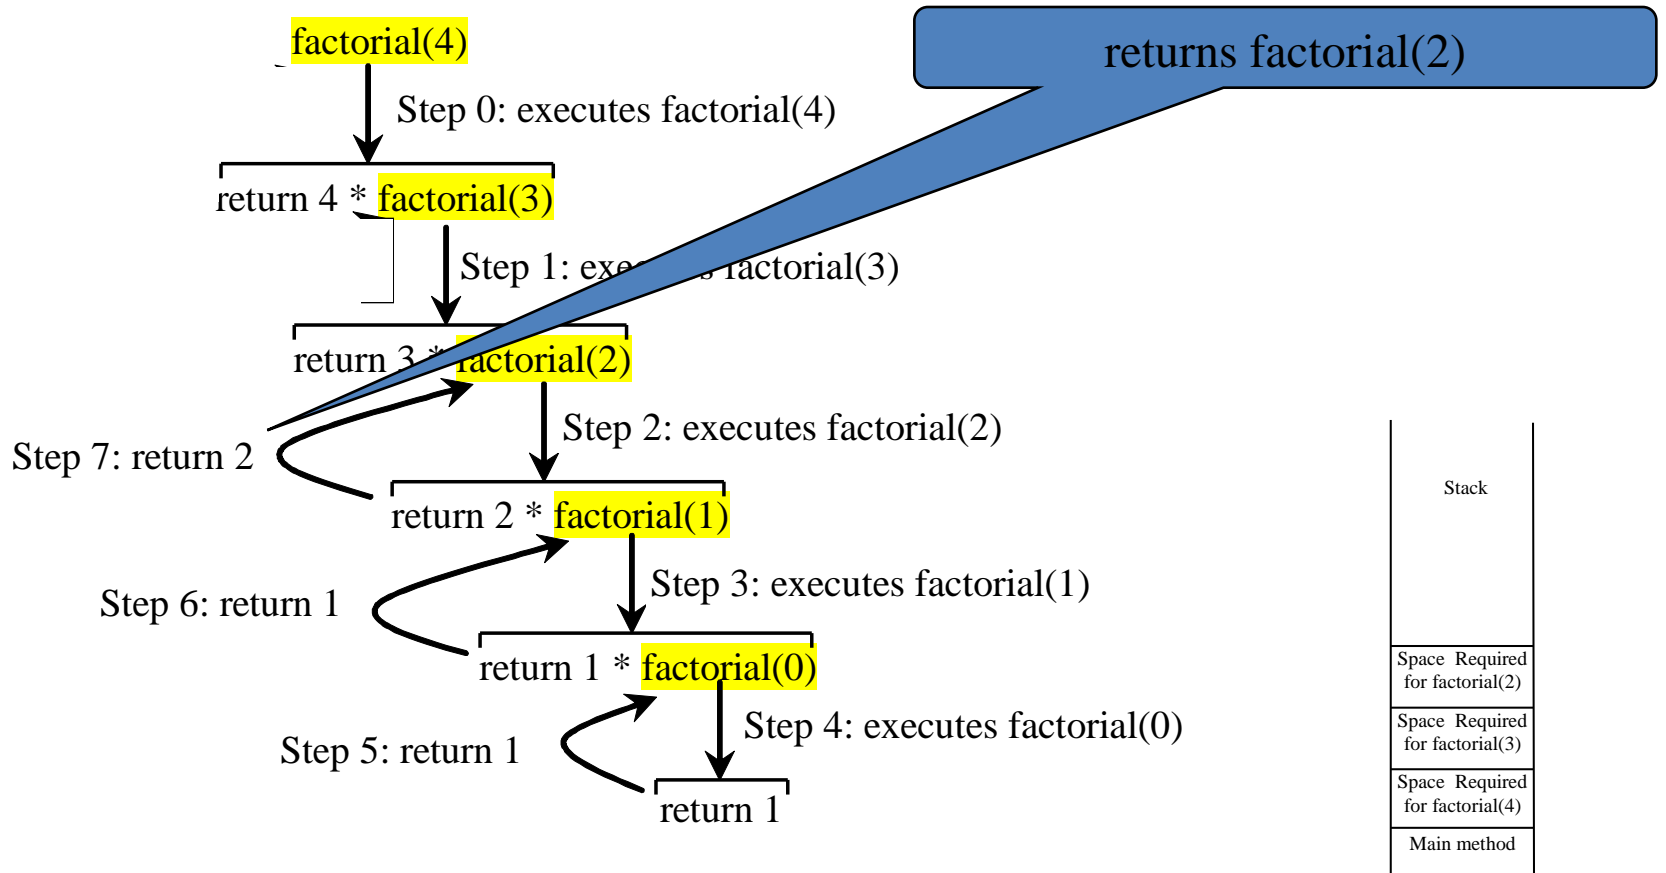 factorial(4)
returns factorial(2)
Step 0: executes factorial(4)
return 4 * factorial(3)
Step 1: executes factorial(3)
return 3 * factorial(2)
Step 2: executes factorial(2)
Step 7: return 2
return 2 * factorial(1)
Step 3: executes factorial(1)
Step 6: return 1
return 1 * factorial(0)
Step 4: executes factorial(0)
Step 5: return 1
return 1
Stack
Space Required
for factorial(2)
Space Required
for factorial(3)
Space Required
for factorial(4)
Main method